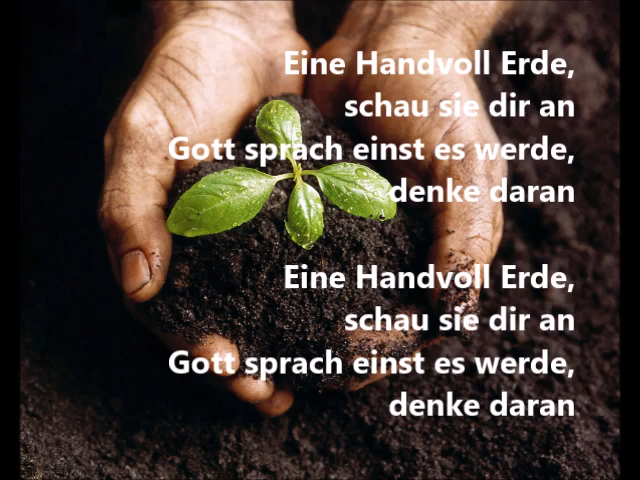 Eine Handvoll Erde,
schau sie dir an
Gott sprach einst es werde,
denke daran
Eine Handvoll Erde,
schau sie dir an
Gott sprach einst es werde,
denke daran